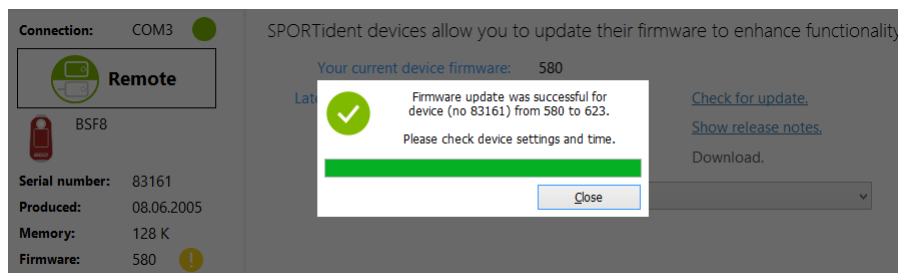 Connection: COM3
SPORTident devices allow you to update their firmware to enhance functionality
Remote
Your current device firmware: 580
Lat
Firmware update was successful for
device (no 83161) from 580 to 623.
Please check device settings and time.
Check for update.
BSF8
Show release notes.
Download.
Serial number: 83161
Close
Produced: 08.06.2005
Memory: 128 K
Firmware: 580